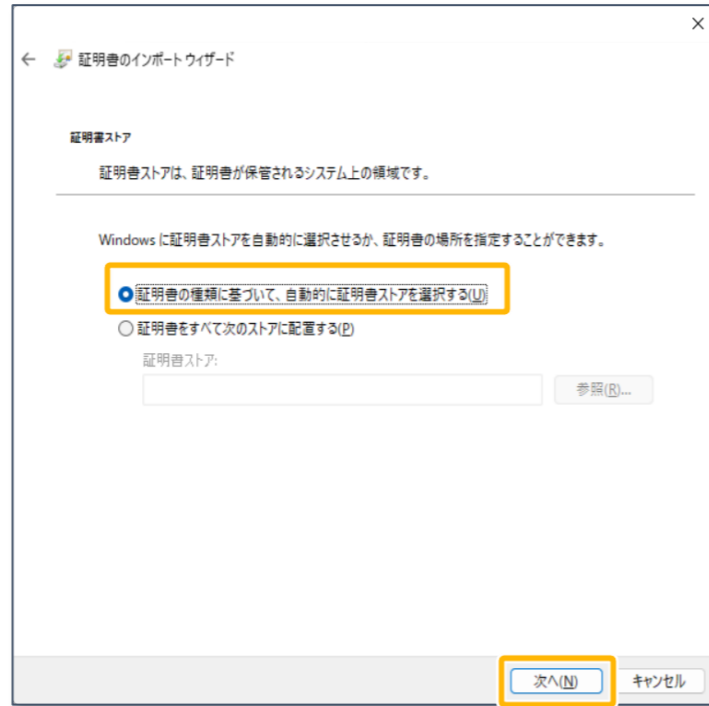 証明書のインポート ウィザード
証明書ストア
証明書ストアは、証明書が保管されるシステム上の領域です。
Windows に証明書ストアを自動的に選択させるか、証明書の場所を指定することができます。
証明書の種類に基づいて、自動的に証明書ストアを選択する(U)
証明書をすべて次のストアに配置する(P)
証明書ストア:
参照(R)...
次へ(N)
キャンセル